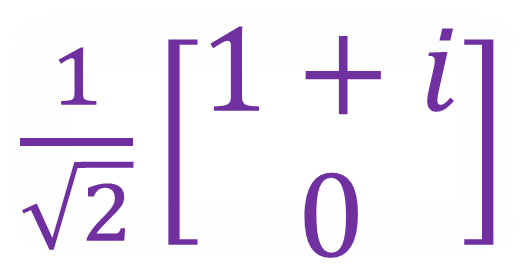 1/√2 [1 + i
0]